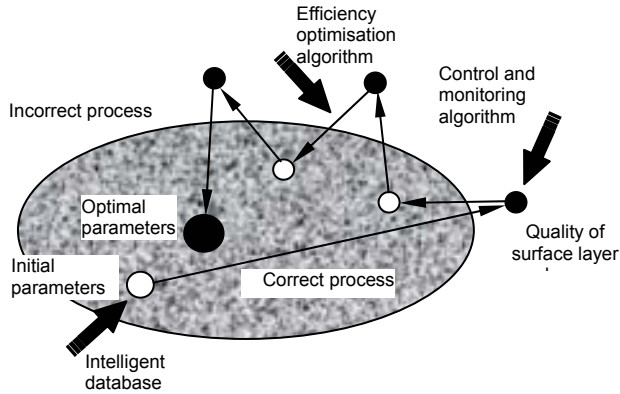 Efficiency
optimisation
algorithm
Control and
monitoring
algorithm
Incorrect process
Optimal
parameters
Quality of
surface layer
Initial
parameters
Correct process
Intelligent
database